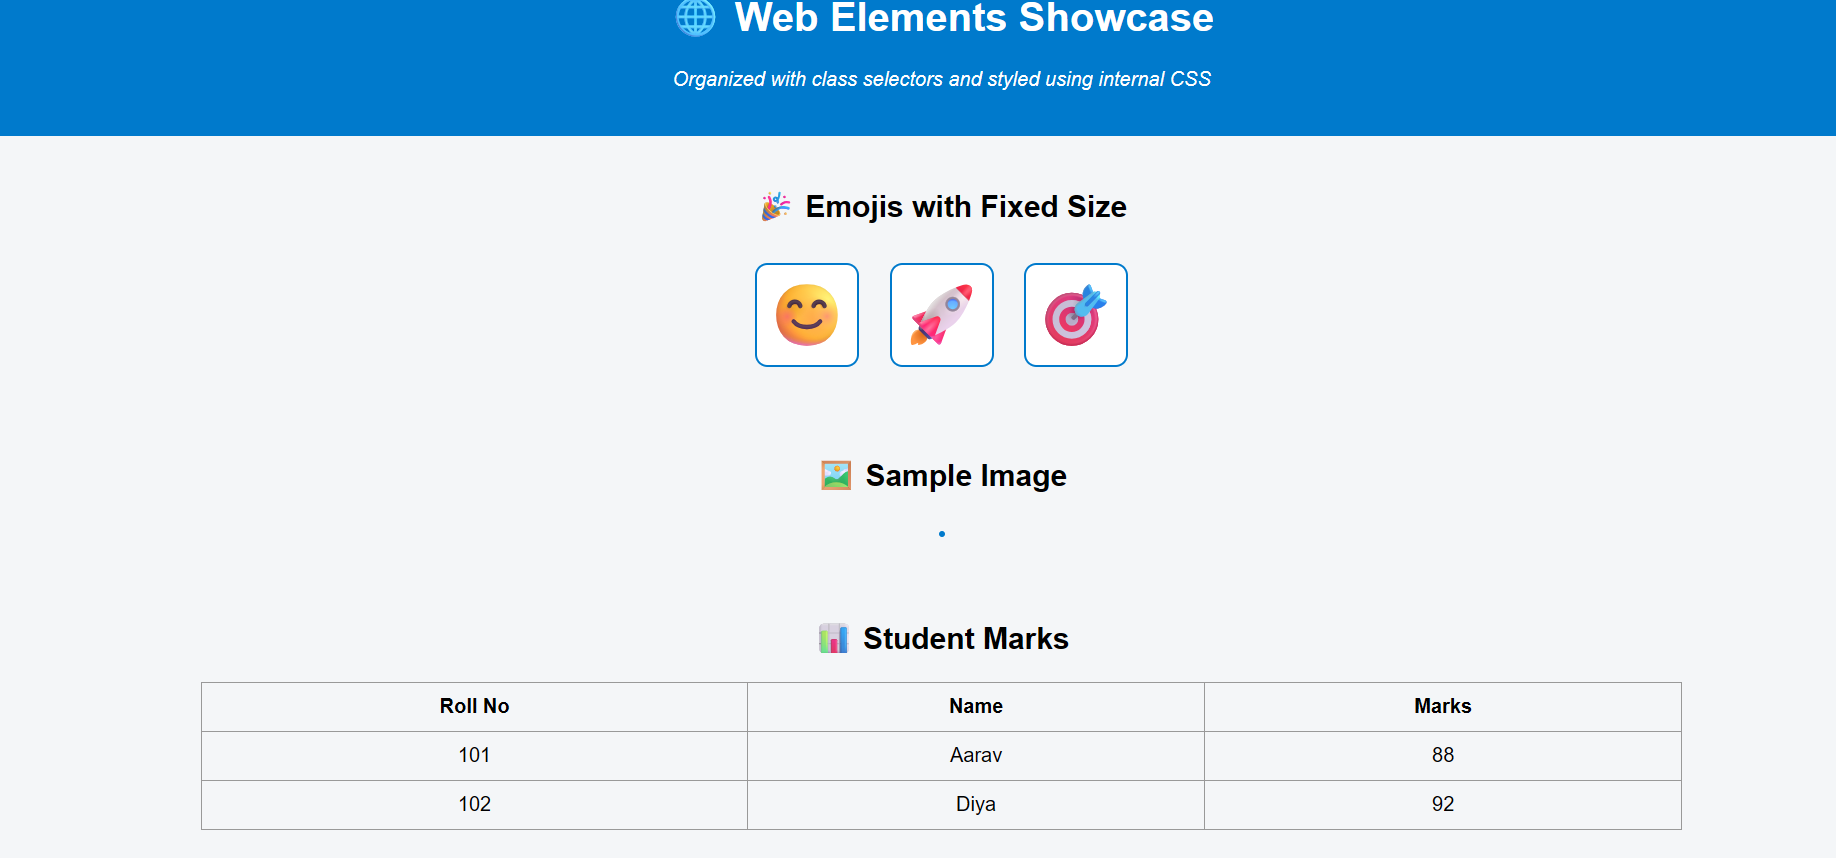 🌐 Web Elements Showcase
Organized with class selectors and styled using internal CSS
🎉 Emojis with Fixed Size
😊 🚀 🎯
🖼️ Sample Image
📊 Student Marks
Roll No Name Marks
101 Aarav 88
102 Diya 92